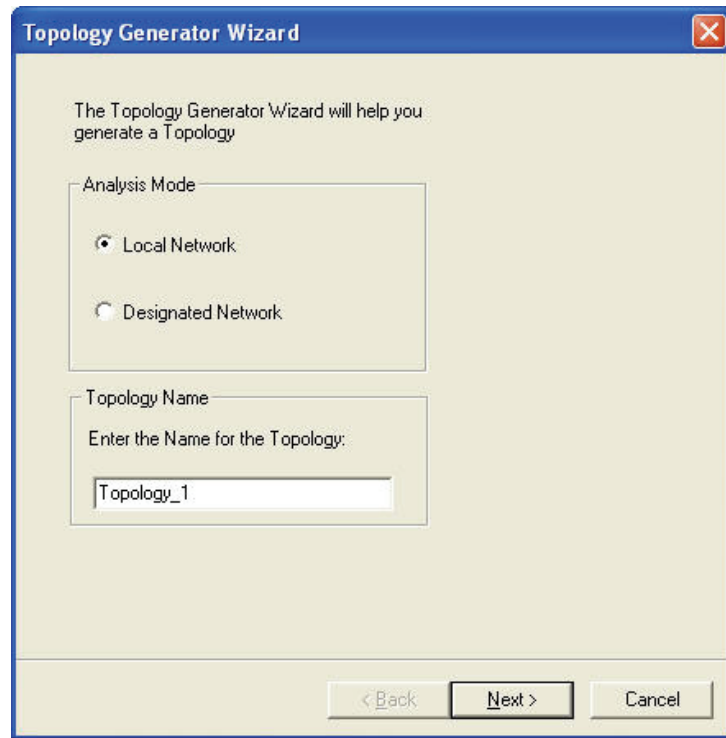 Topology Generator Wizard
The Topology Generator Wizard will help you
generate a Topology
Analysis Mode
Local Network
Designated Network
Topology Name
Enter the Name for the Topology:
Topology_1
< Back
Next >
Cancel